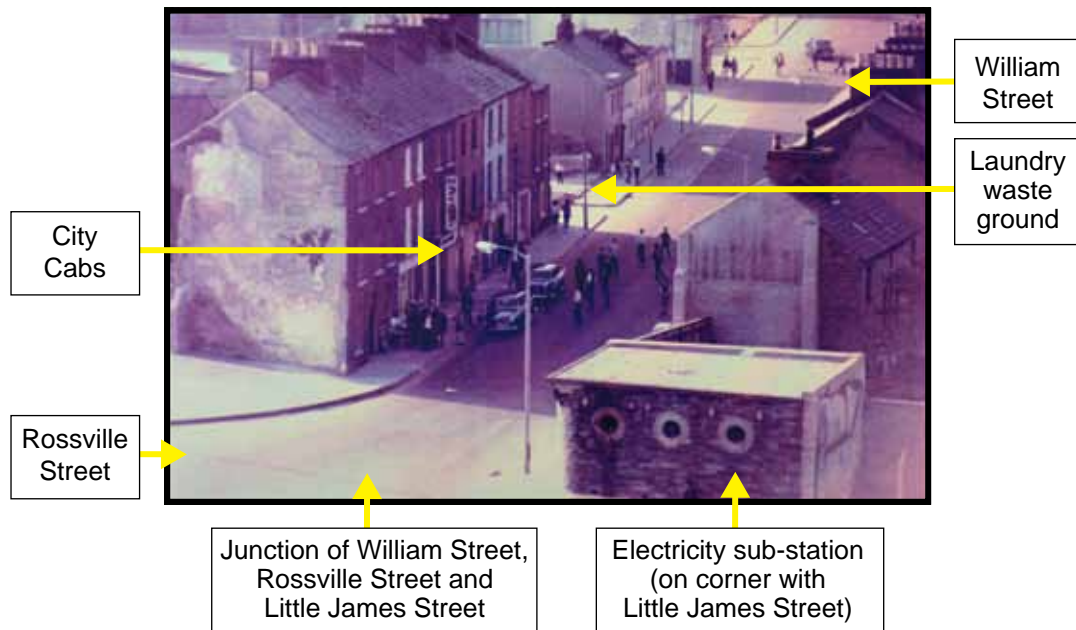 William
Street
Laundry
waste
ground
City
Cabs
Rossville
Street
Junction of William Street,
Rossville Street and
Little James Street
Electricity sub-station
(on corner with
Little James Street)